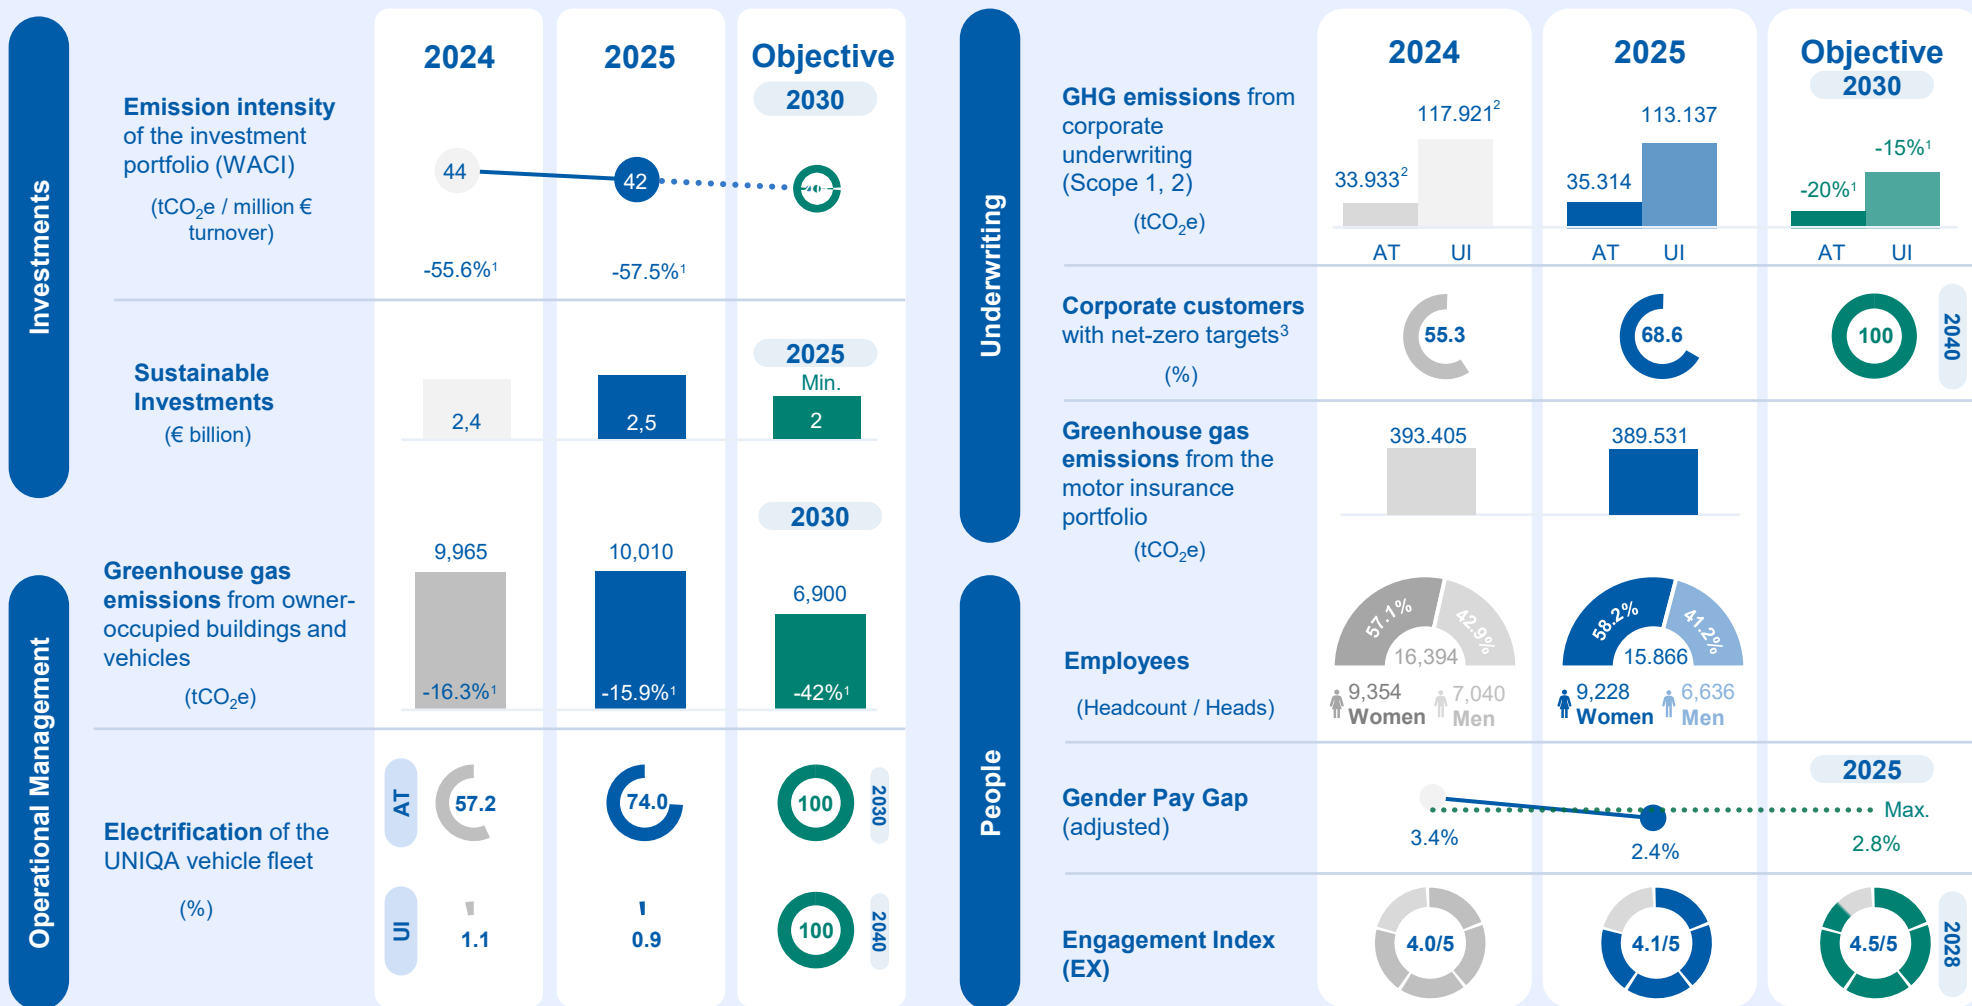 Investments
2024
2025
Objective
2030
Emission intensity
of the investment
portfolio (WACI)
(tCO₂e / million €
turnover)
44
42
-55.6%¹
-57.5%¹
Sustainable
Investments
(€ billion)
2,4
2,5
2025
Min.
2
Operational Management
2030
Greenhouse gas
emissions from owner-
occupied buildings and
vehicles
(tCO₂e)
9,965
-16.3%¹
10,010
-15.9%¹
6,900
-42%¹
Electrification of the
UNIQA vehicle fleet
(%)
AT
57.2
74.0
100
2030
UI
1.1
0.9
100
2040
Underwriting
2024
2025
Objective
2030
GHG emissions from
corporate
underwriting
(Scope 1, 2)
(tCO₂e)
33.933²
117.921²
AT UI
35.314
113.137
AT UI
-20%¹
-15%¹
AT UI
Corporate customers
with net-zero targets³
(%)
55.3
68.6
100
2040
Greenhouse gas
emissions from the
motor insurance
portfolio
(tCO₂e)
393.405
389.531
People
Employees
(Headcount / Heads)
57.1%
42.9%
16,394
9,354
Women
7,040
Men
58.2%
41.2%
15.866
9,228
Women
6,636
Men
Gender Pay Gap
(adjusted)
3.4%
2.4%
2025
Max.
2.8%
Engagement Index
(EX)
4.0/5
4.1/5
4.5/5
2028